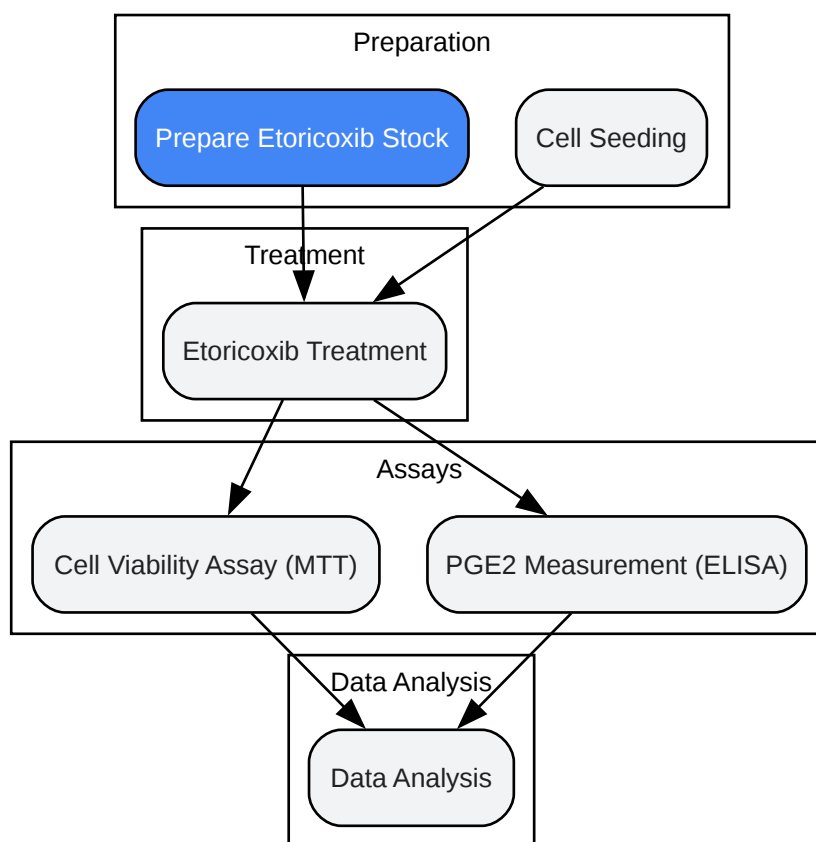 Preparation
Prepare Etoricoxib Stock
Cell Seeding
Treatment
Etoricoxib Treatment
Assays
Cell Viability Assay (MTT)
PGE2 Measurement (ELISA)
Data Analysis
Data Analysis